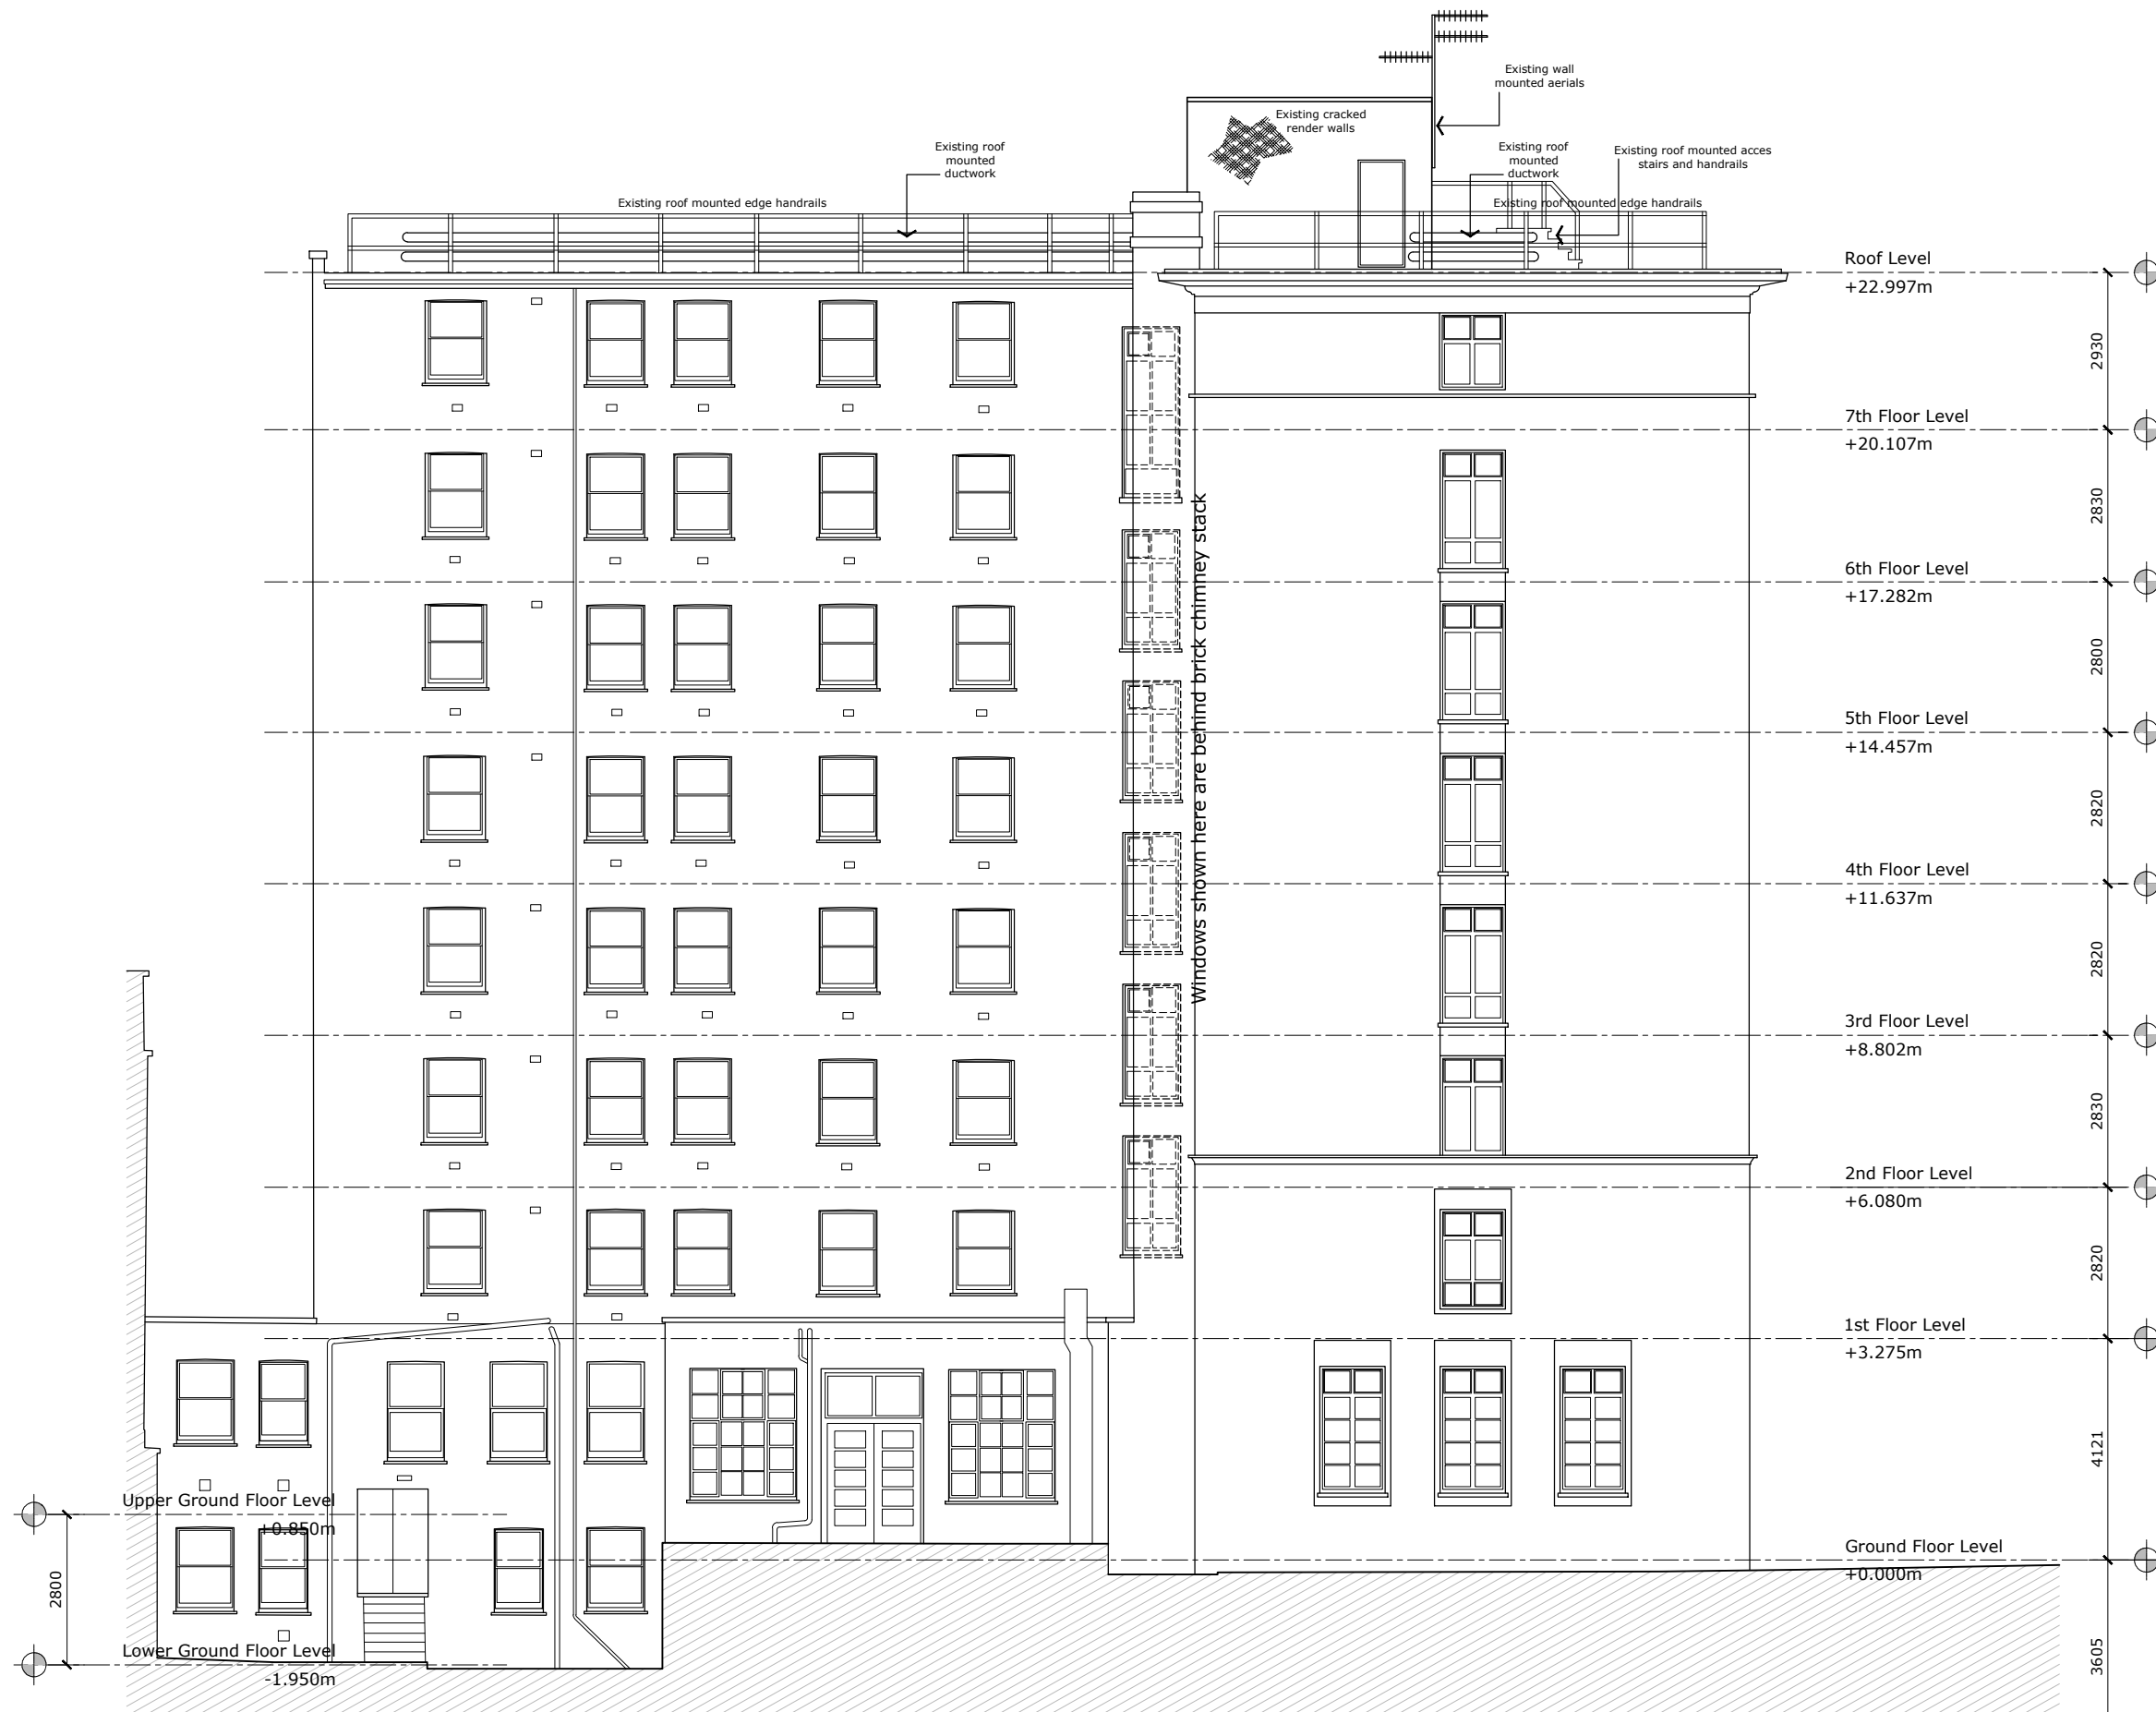 Existing wall
mounted aerials
Existing cracked
render walls
Existing roof
mounted
ductwork
Existing roof
mounted
ductwork
Existing roof mounted acces
stairs and handrails
Existing roof mounted edge handrails
Existing roof mounted edge handrails
Roof Level
+22.997m
2930
7th Floor Level
+20.107m
2830
Windows shown here are behind brick chimney stack
6th Floor Level
+17.282m
2800
5th Floor Level
+14.457m
2820
4th Floor Level
+11.637m
2820
3rd Floor Level
+8.802m
2830
2nd Floor Level
+6.080m
2820
1st Floor Level
+3.275m
4121
Upper Ground Floor Level
+0.850m
Ground Floor Level
+0.000m
2800
3605
Lower Ground Floor Level
-1.950m